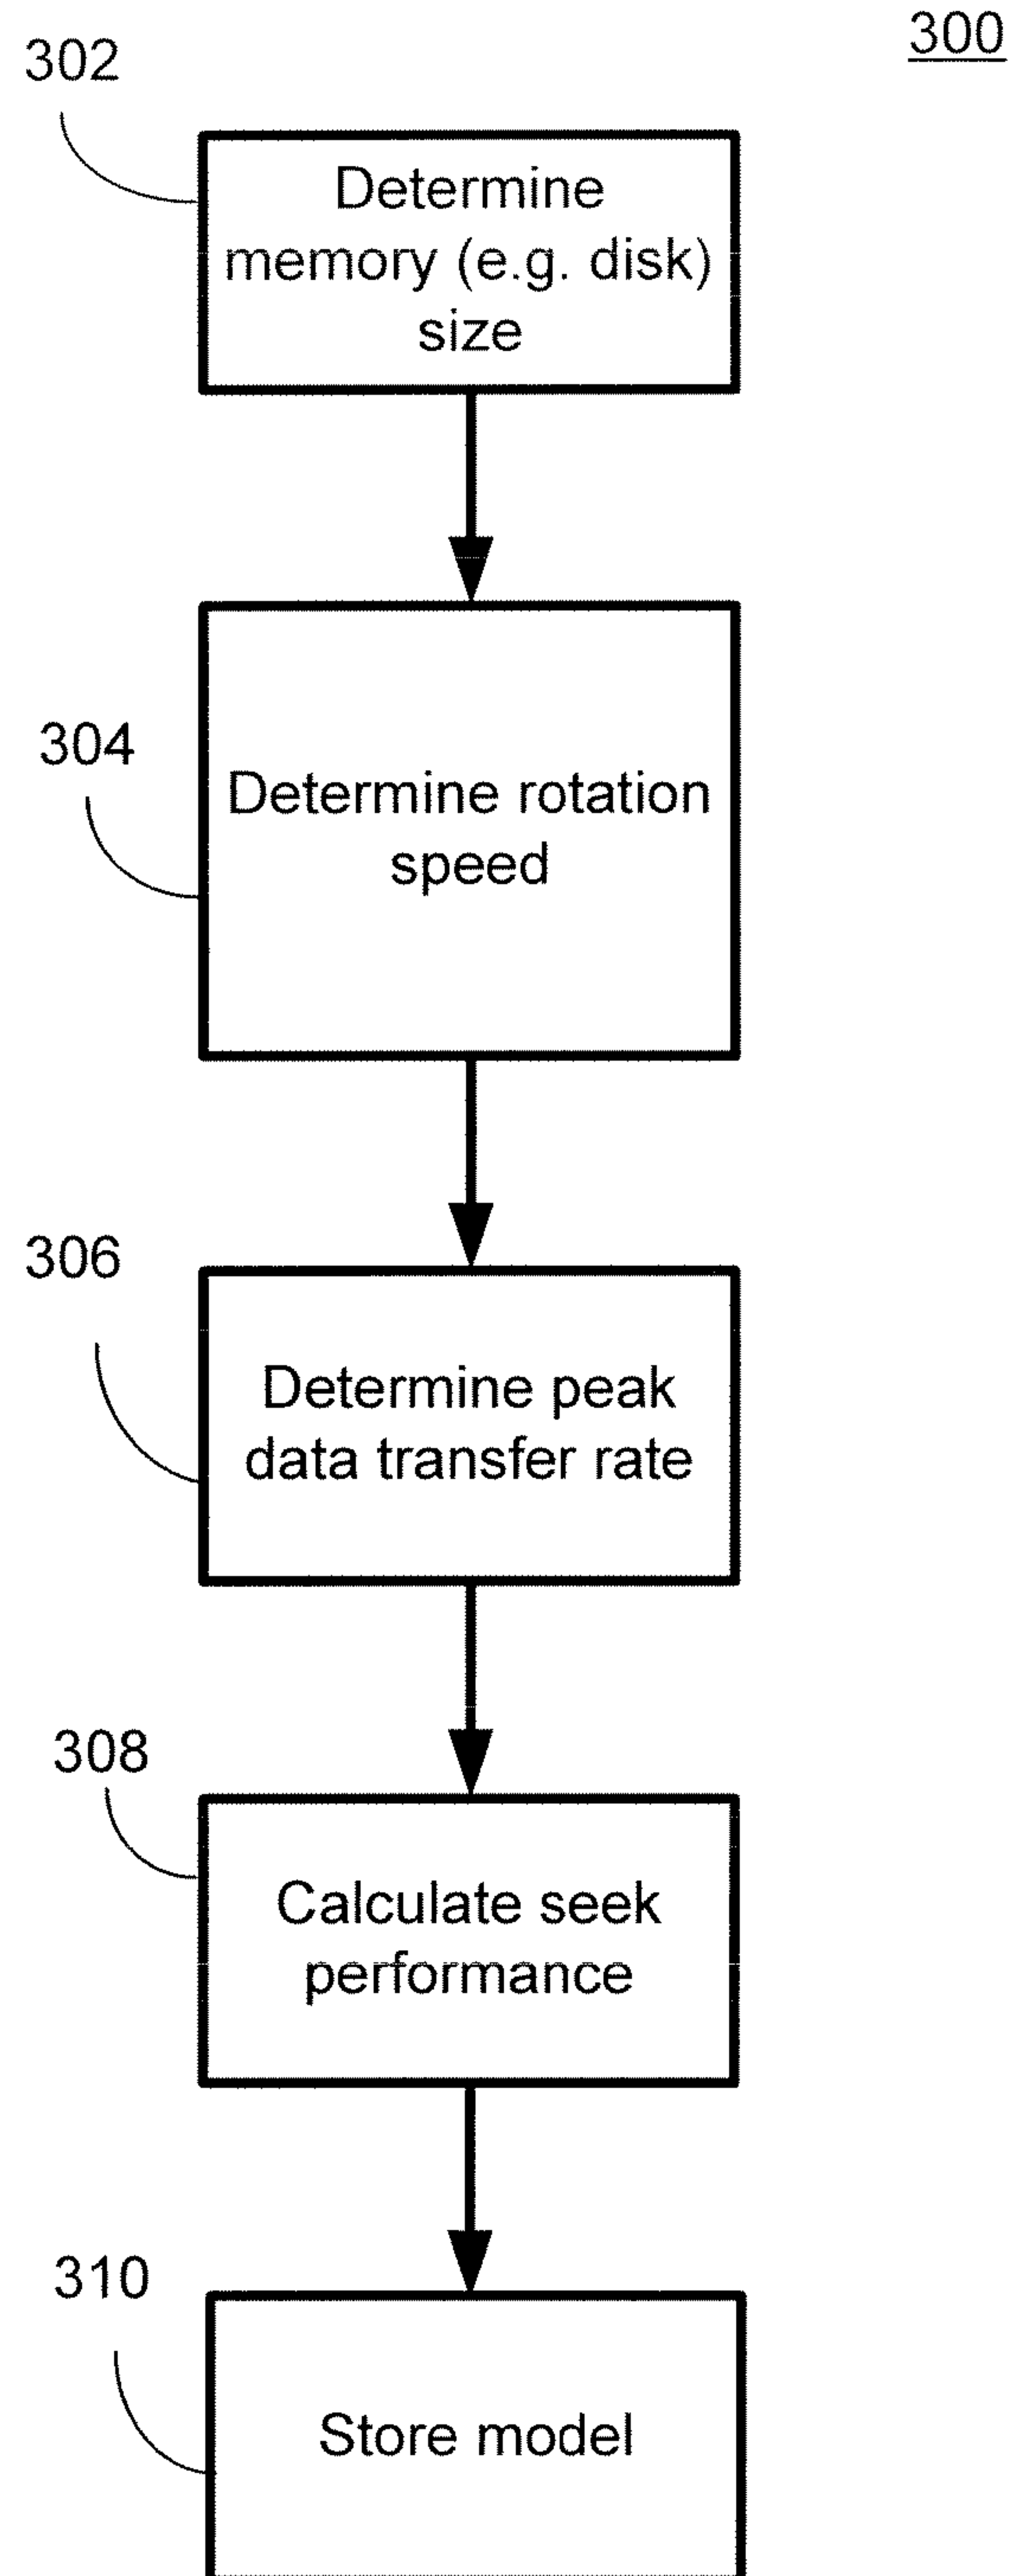 300
302
Determine
memory (e.g. disk)
size
304
Determine rotation
speed
306
Determine peak
data transfer rate
308
Calculate seek
performance
310
Store model